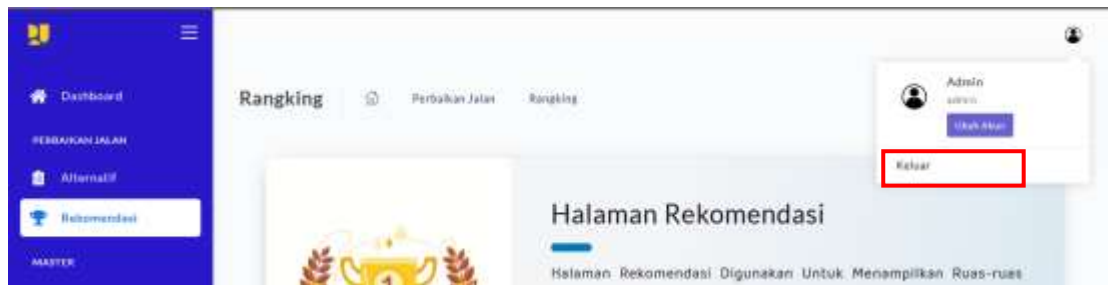 Dashboard
PERBAIKAN JALAN
Alternatif
Rekomendasi
MASTER
Rangking
Perbaikan Jalan
Rangking
Admin
admin
Ubah Akun
Keluar
Halaman Rekomendasi
Halaman Rekomendasi Digunakan Untuk Menampilkan Ruas-ruas